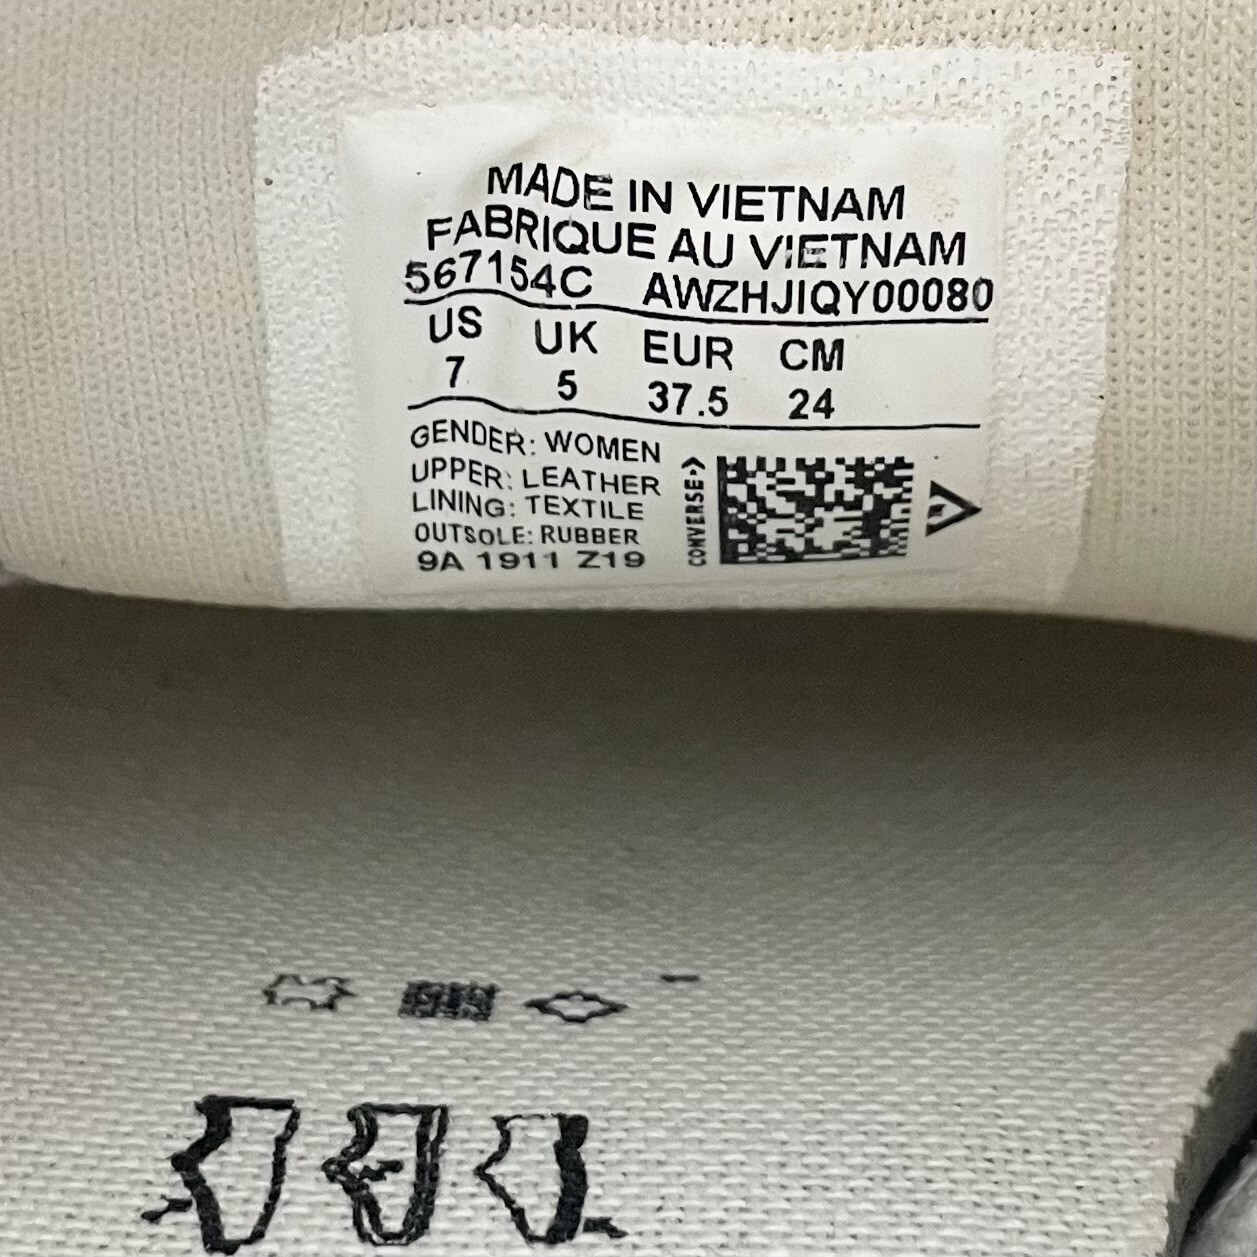 MADE IN VIETNAM
FABRIQUE AU VIETNAM
567154C AWZHJIQY00080
US UK EUR CM
7 5 37.5 24
GENDER: WOMEN
UPPER: LEATHER
LINING: TEXTILE
OUTSOLE: RUBBER
9A 1911 Z19
CONVERSE